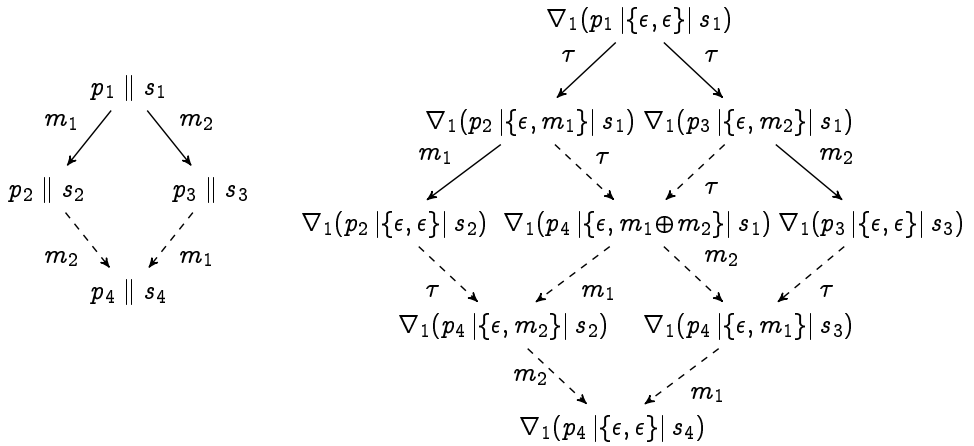 ∇₁(p₁ |{ϵ, ϵ}| s₁)
τ τ
p₁ ∥ s₁
m₁ m₂
∇₁(p₂ |{ϵ, m₁}| s₁) ∇₁(p₃ |{ϵ, m₂}| s₁)
m₁ τ τ m₂
p₂ ∥ s₂ p₃ ∥ s₃
∇₁(p₂ |{ϵ, ϵ}| s₂) ∇₁(p₄ |{ϵ, m₁⊕m₂}| s₁) ∇₁(p₃ |{ϵ, ϵ}| s₃)
m₂ m₁
τ m₁ m₂ τ
p₄ ∥ s₄
∇₁(p₄ |{ϵ, m₂}| s₂) ∇₁(p₄ |{ϵ, m₁}| s₃)
m₂ m₁
∇₁(p₄ |{ϵ, ϵ}| s₄)